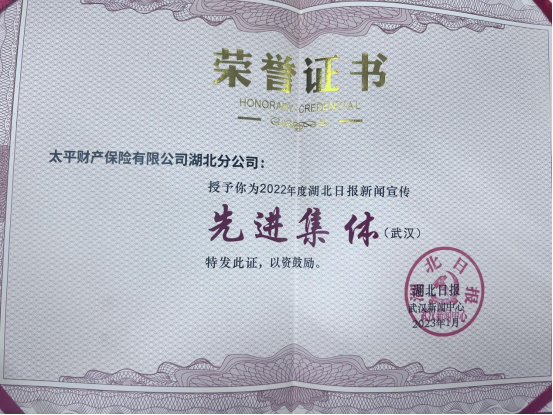 荣誉证书
HONORARY CREDENTIAL
太平财产保险有限公司湖北分公司：
授予你为2022年度湖北日报新闻宣传
先进集体（武汉）
特发此证，以资鼓励。
湖北日报
湖北日报
武汉新闻中心
2023年1月